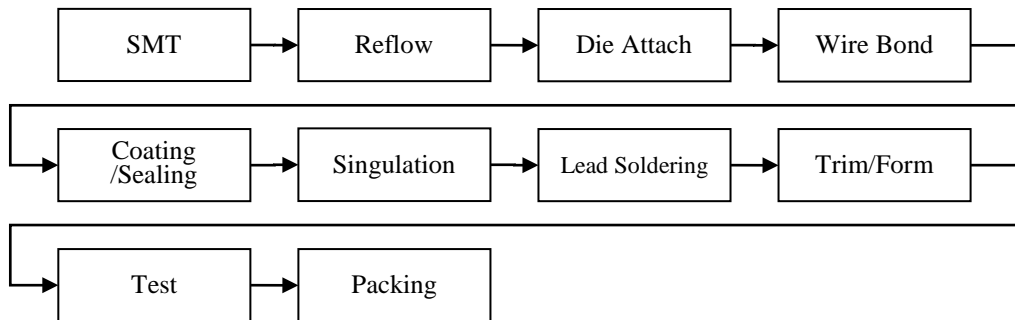 SMT
Reflow
Die Attach
Wire Bond
Coating
/Sealing
Singulation
Lead Soldering
Trim/Form
Test
Packing